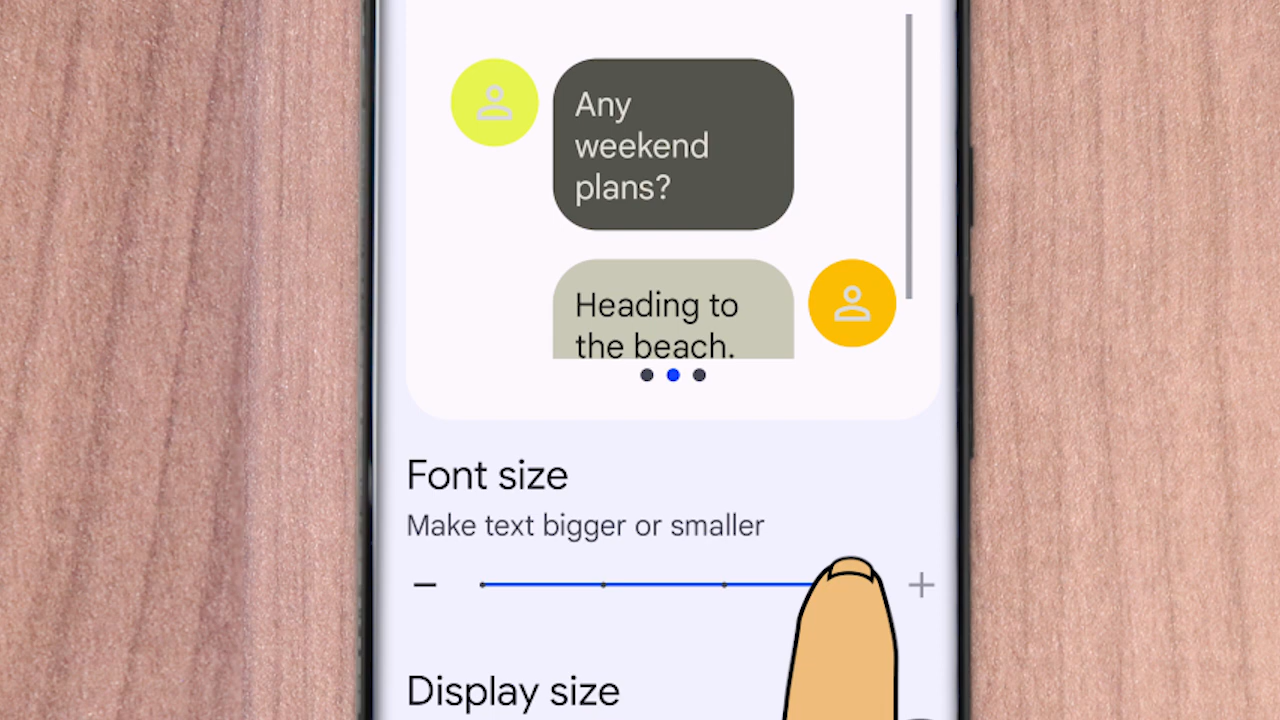 Any
weekend
plans?
Heading to
the beach.
Font size
Make text bigger or smaller
Display size